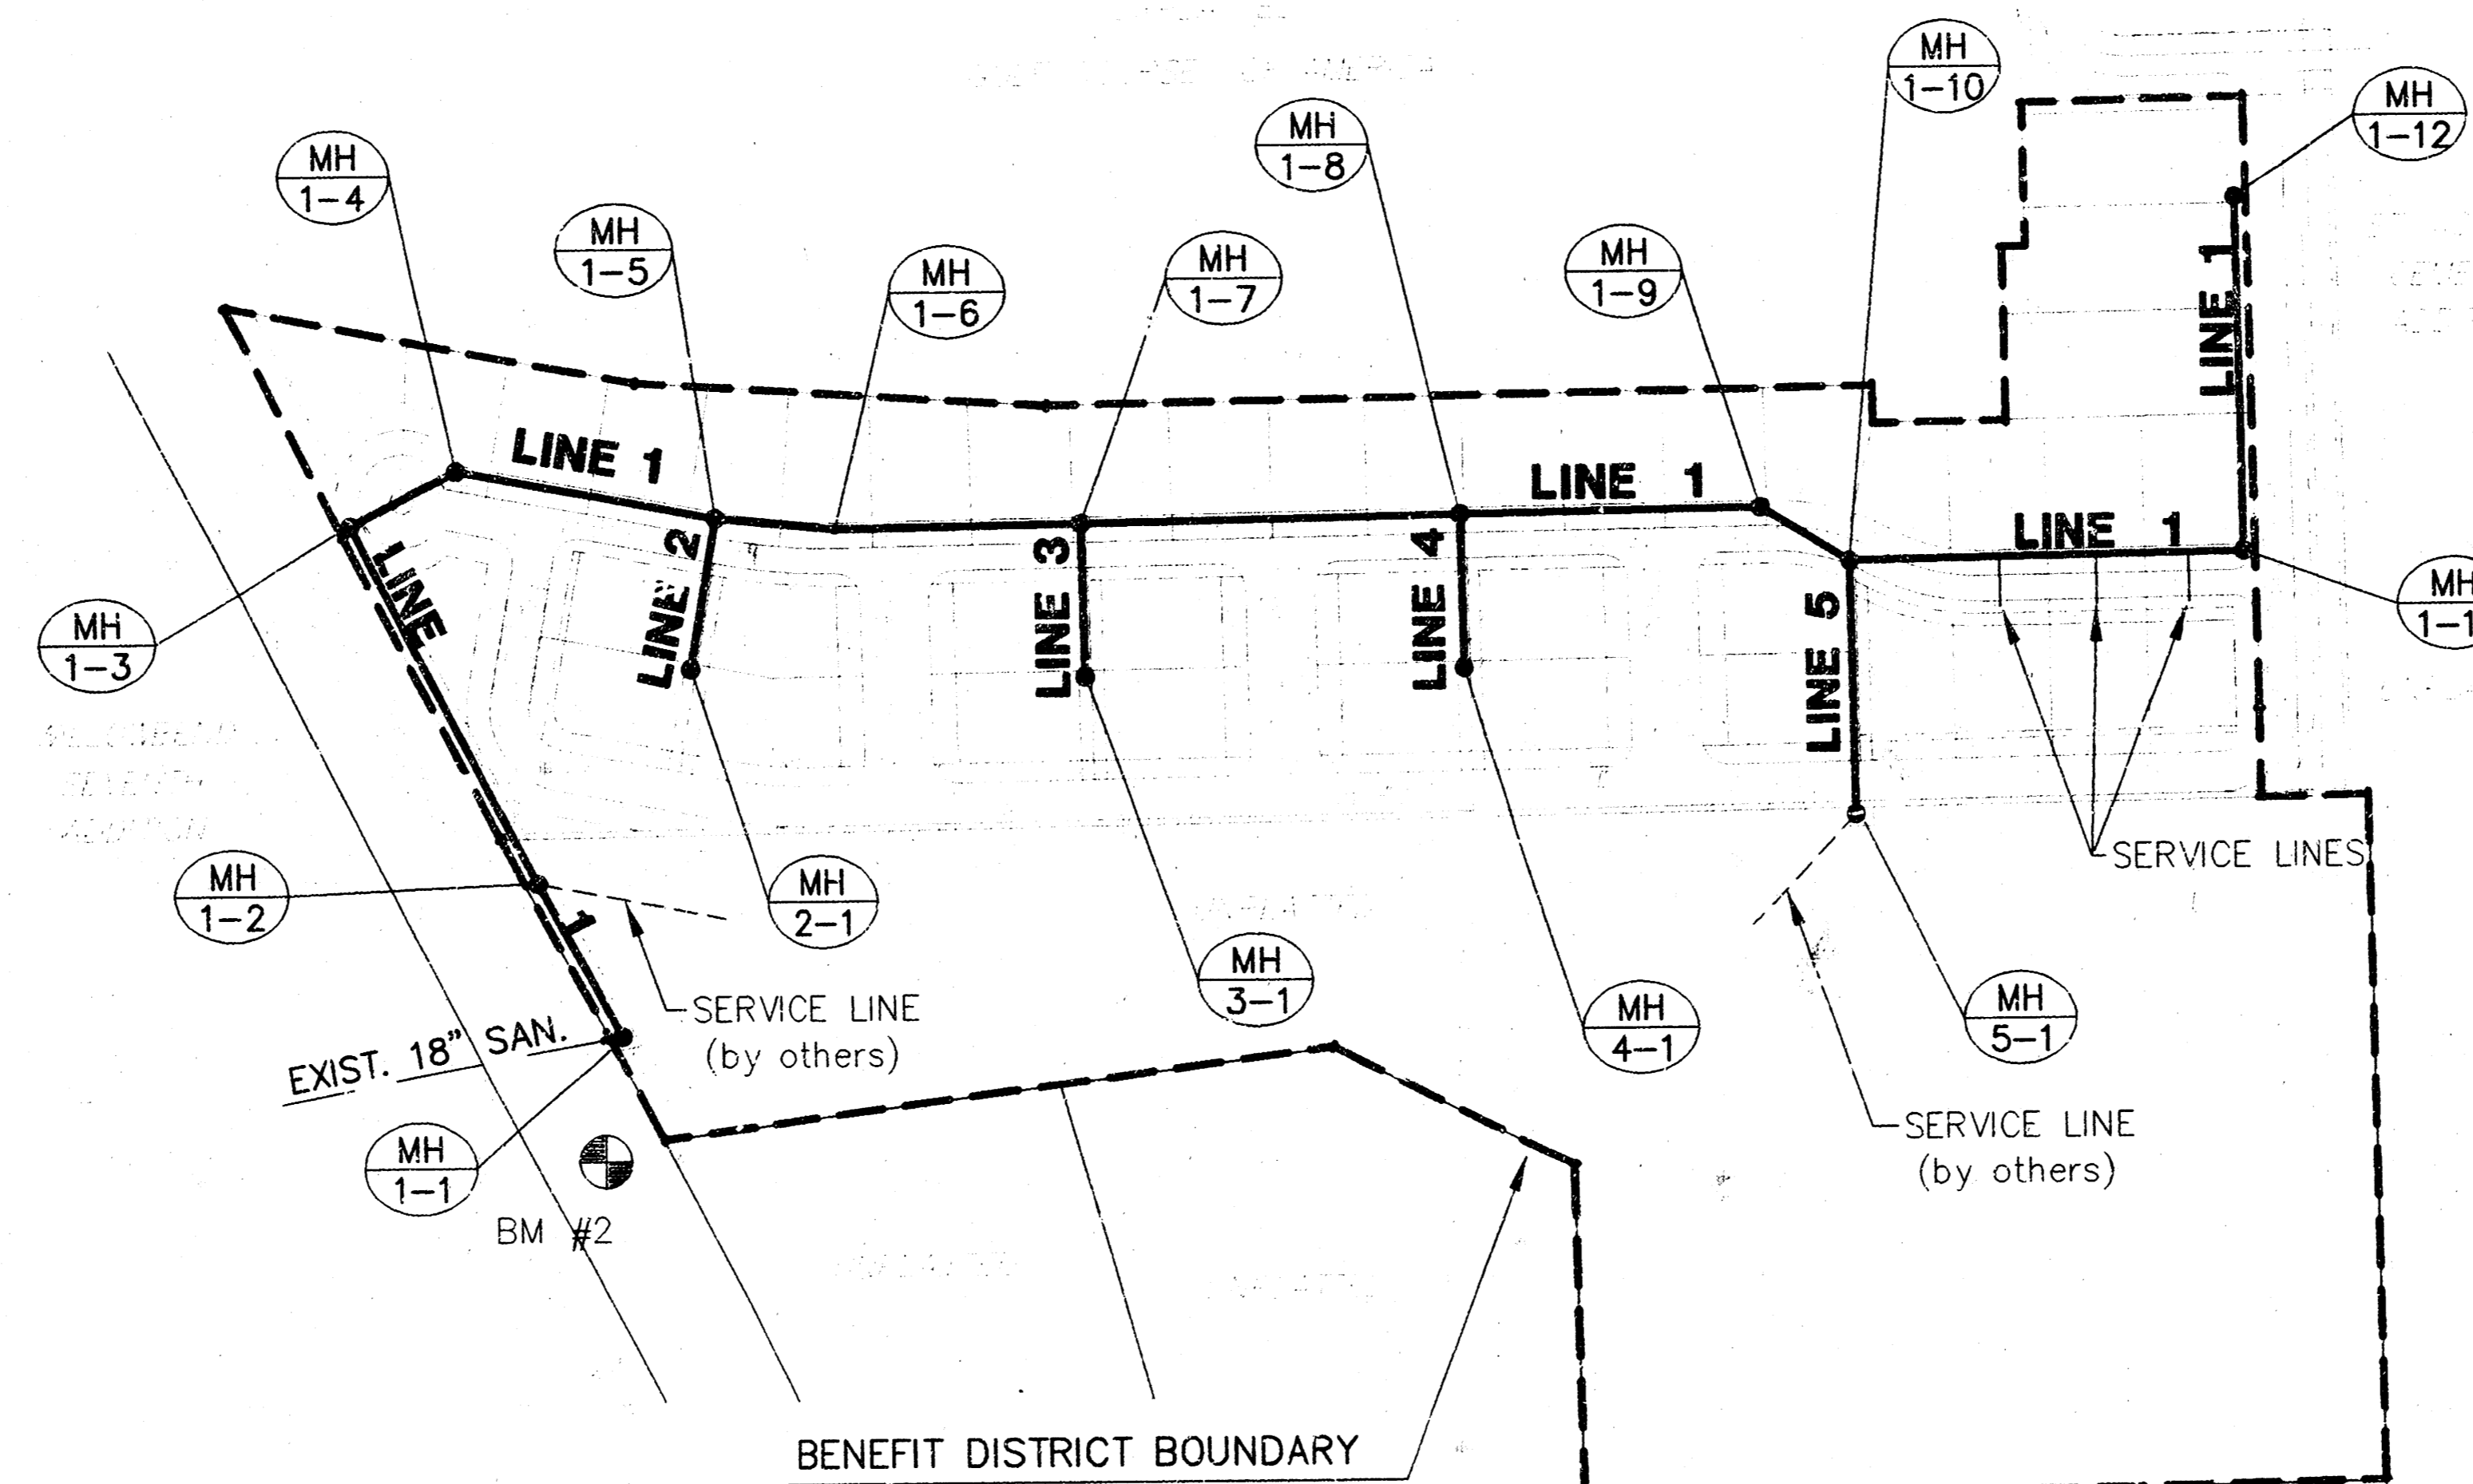 MH
1-10
MH
1-12
MH
1-8
MH
1-4
MH
1-5
MH
1-6
MH
1-7
MH
1-9
LINE 1
LINE 1
LINE 1
LINE 1
LINE 1
LINE 2
LINE 3
LINE 4
LINE 5
MH
1-3
MH
1-1
MH
1-2
MH
2-1
MH
3-1
MH
4-1
MH
5-1
SERVICE LINES
SERVICE LINE
(by others)
SERVICE LINE
(by others)
EXIST. 18" SAN.
MH
1-1
BM #2
BENEFIT DISTRICT BOUNDARY